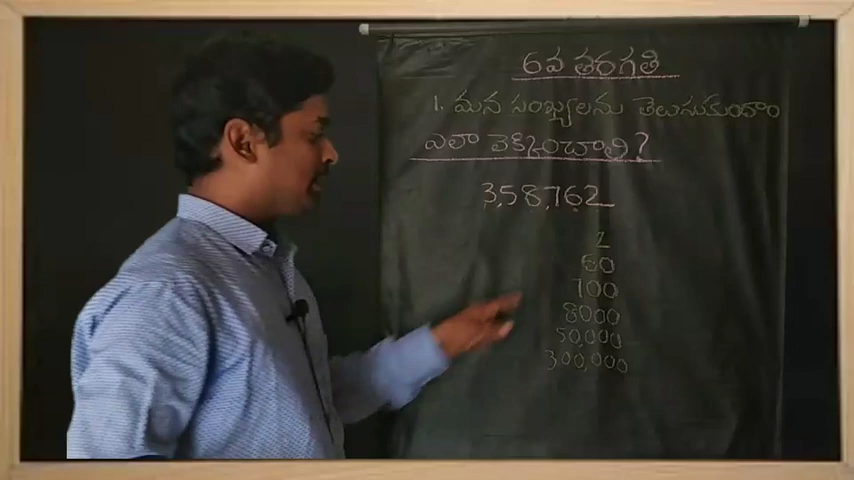 6వ తరగతి
1. మన సంఖ్యలను తెలుసుకుందాం
ఎలా లెక్కించాలి?
3,58,762
2
60
700
8000
50,000
300,000